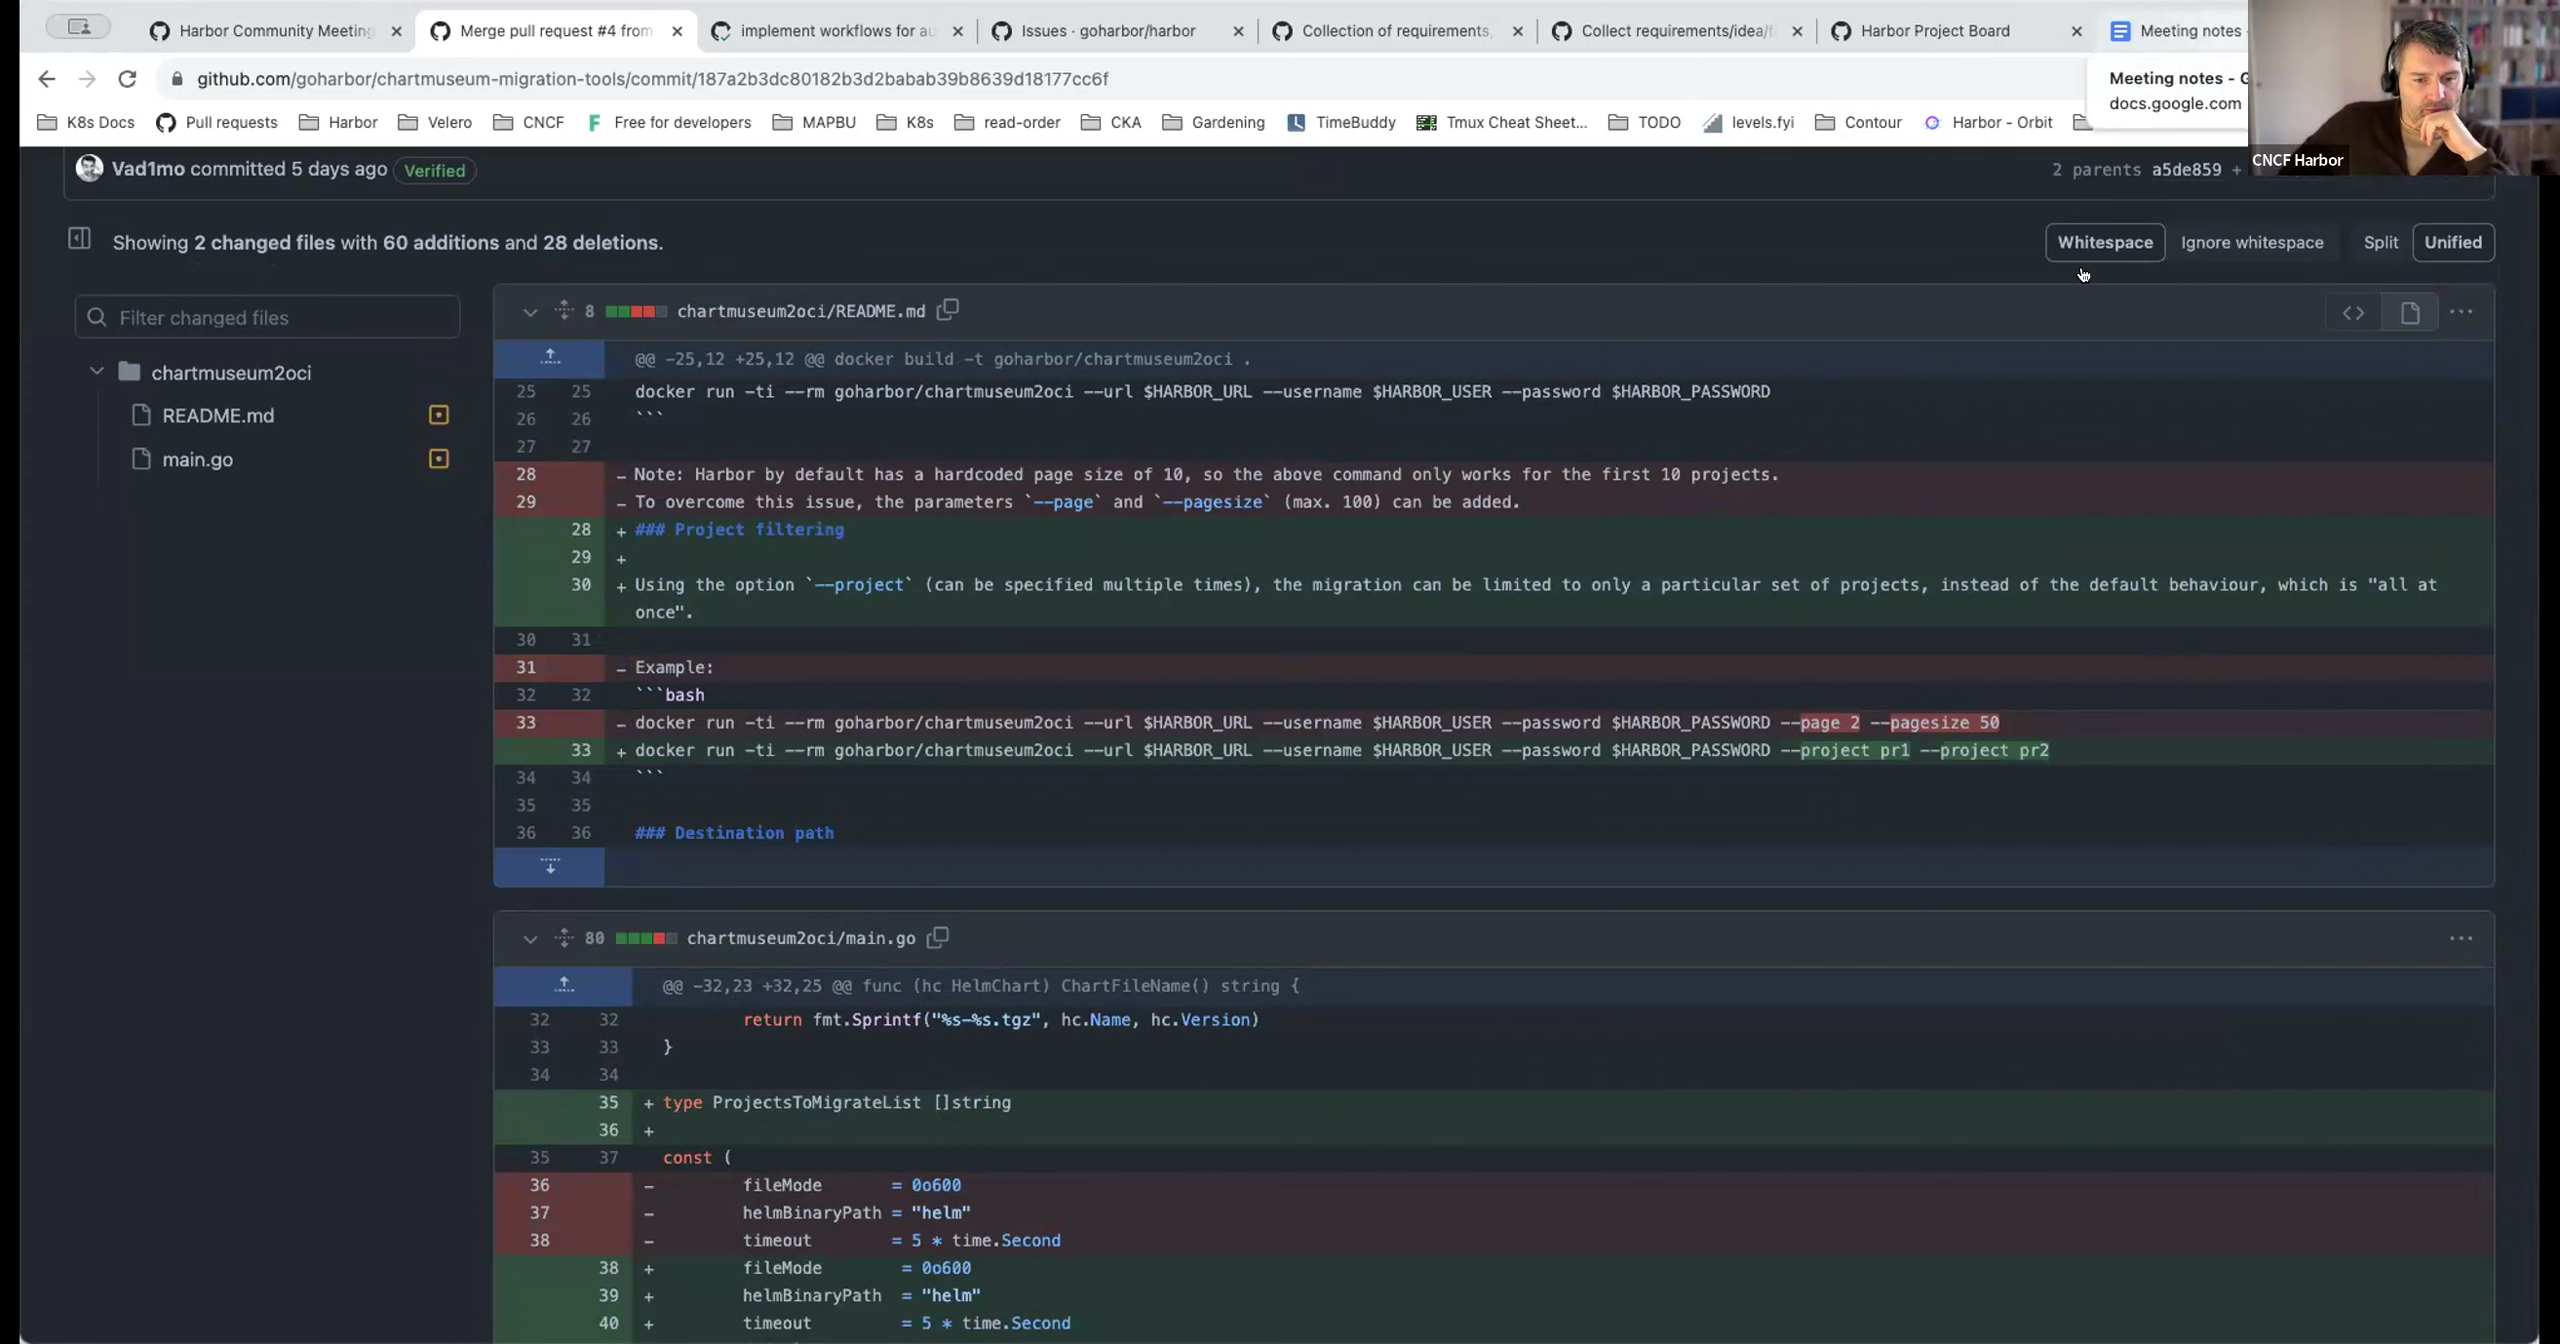 Harbor Community Meeting
Merge pull request #4 from
implement workflows for au
Issues · goharbor/harbor
Collection of requirements,
Collect requirements/idea/f
Harbor Project Board
Meeting notes -
github.com/goharbor/chartmuseum-migration-tools/commit/187a2b3dc80182b3d2babab39b8639d18177cc6f
Meeting notes - G
docs.google.com
K8s Docs
Pull requests
Harbor
Velero
CNCF
Free for developers
MAPBU
K8s
read-order
CKA
Gardening
TimeBuddy
Tmux Cheat Sheet...
TODO
levels.fyi
Contour
Harbor - Orbit
CNCF Harbor
Vad1mo committed 5 days ago Verified
2 parents a5de859 +
Showing 2 changed files with 60 additions and 28 deletions.
Whitespace Ignore whitespace Split Unified
Filter changed files
chartmuseum2oci
README.md
main.go
8 chartmuseum2oci/README.md
@@ -25,12 +25,12 @@ docker build -t goharbor/chartmuseum2oci .
25 25 docker run -ti --rm goharbor/chartmuseum2oci --url $HARBOR_URL --username $HARBOR_USER --password $HARBOR_PASSWORD
26 26 ```
27 27
28 - Note: Harbor by default has a hardcoded page size of 10, so the above command only works for the first 10 projects.
29 - To overcome this issue, the parameters `--page` and `--pagesize` (max. 100) can be added.
28 + ### Project filtering
29 +
30 + Using the option `--project` (can be specified multiple times), the migration can be limited to only a particular set of projects, instead of the default behaviour, which is "all at
once".
30 31
31 - Example:
32 32 ```bash
33 - docker run -ti --rm goharbor/chartmuseum2oci --url $HARBOR_URL --username $HARBOR_USER --password $HARBOR_PASSWORD --page 2 --pagesize 50
33 + docker run -ti --rm goharbor/chartmuseum2oci --url $HARBOR_URL --username $HARBOR_USER --password $HARBOR_PASSWORD --project pr1 --project pr2
34 34 ```
35 35
36 36 ### Destination path
80 chartmuseum2oci/main.go
@@ -32,23 +32,25 @@ func (hc HelmChart) ChartFileName() string {
32 32 return fmt.Sprintf("%s-%s.tgz", hc.Name, hc.Version)
33 33 }
34 34
35 + type ProjectsToMigrateList []string
36 +
35 37 const (
36 - fileMode = 0o600
37 - helmBinaryPath = "helm"
38 - timeout = 5 * time.Second
38 + fileMode = 0o600
39 + helmBinaryPath = "helm"
40 + timeout = 5 * time.Second